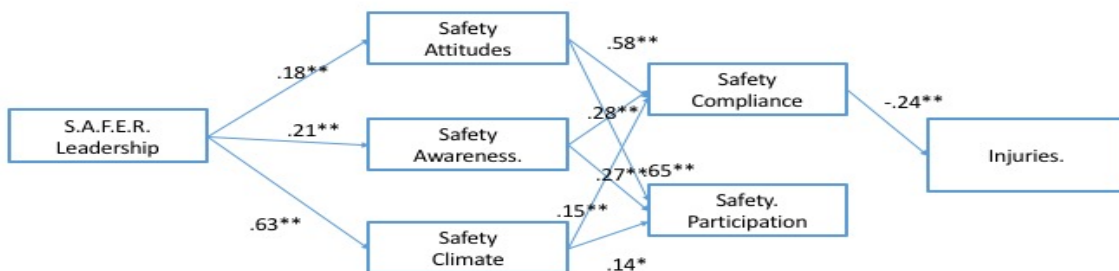 Safety
Attitudes
.58**
.18**
Safety
Compliance
-.24**
S.A.F.E.R.
Leadership
.21**
Safety
Awareness.
.28**
Injuries.
.27**
.65**
.63**
.15**
Safety.
Participation
Safety
Climate
.14*